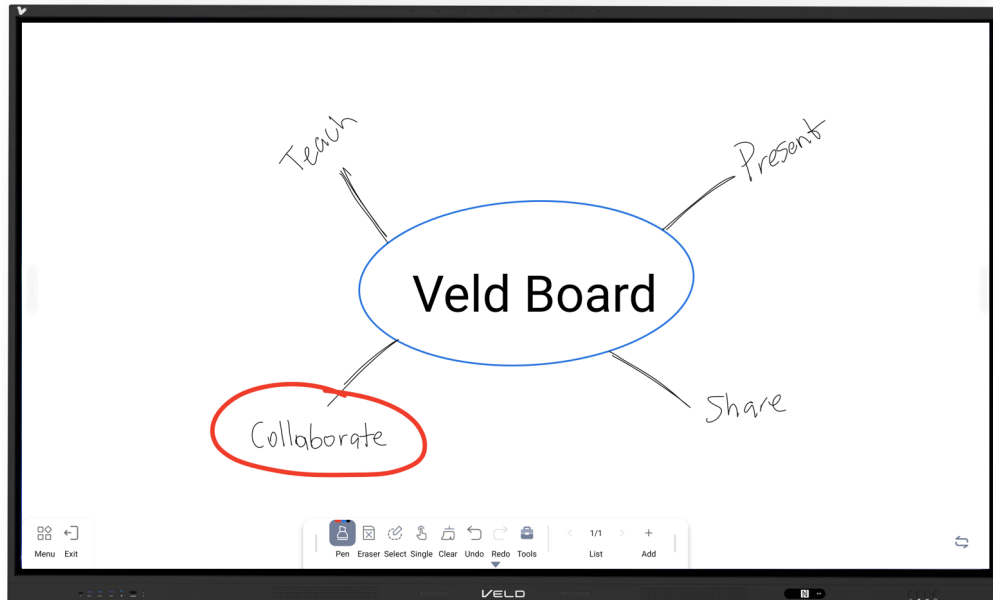 Teach
Present
Veld Board
Collaborate
Share
Menu Exit
Pen Eraser Select Single Clear Undo Redo Tools
1/1
List
Add
VELD
N